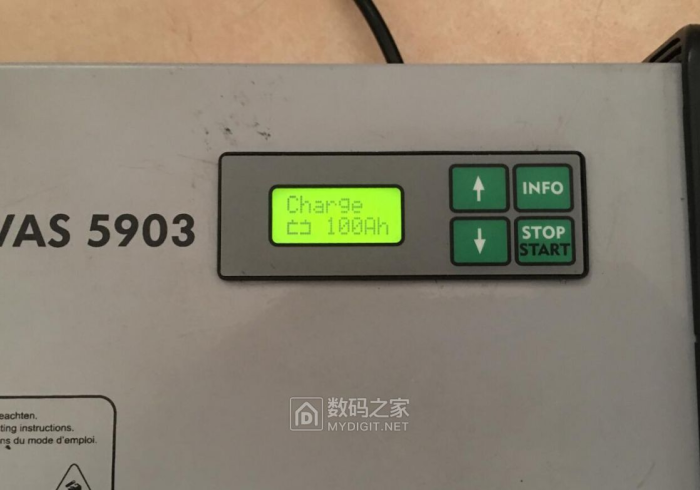 Charge
100Ah
INFO
STOP
START
VAS 5903
eachten.
ting instructions.
ns du mode d'emploi.
数码之家
MYDIGIT.NET